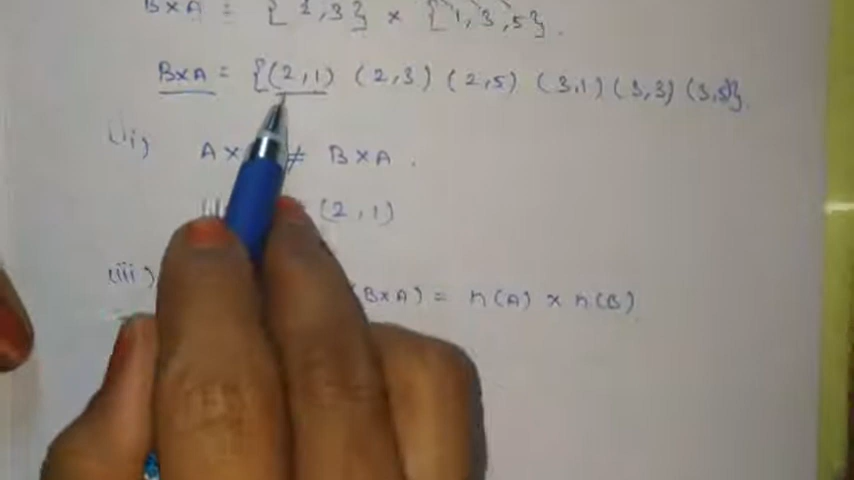 B×A = {2,3} × {1,3,5}.
B×A = {(2,1) (2,3) (2,5) (3,1) (3,3) (3,5)}.
ii) A× ≠ B×A.
= (2,1)
(iii) (B×A) = n(A) × n(B)